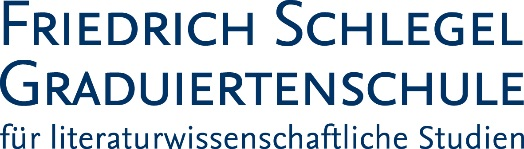 Friedrich Schlegel
Graduiertenschule
für literaturwissenschaftliche Studien